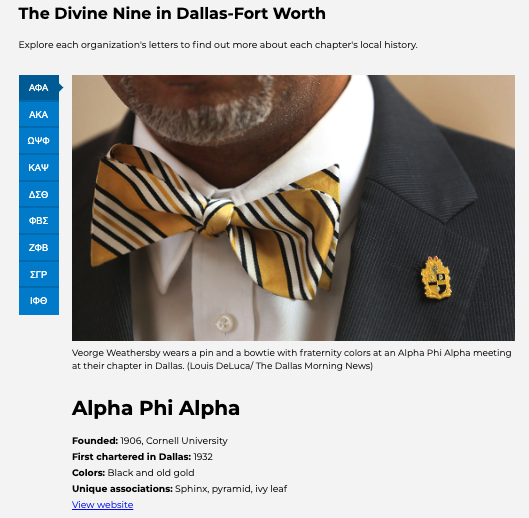 The Divine Nine in Dallas-Fort Worth
Explore each organization's letters to find out more about each chapter's local history.
ΑΦΑ
ΑΚΑ
ΩΨΦ
ΚΑΨ
ΔΣΘ
ΦΒΣ
ΖΦΒ
ΣΓΡ
ΙΦΘ
Veorge Weathersby wears a pin and a bowtie with fraternity colors at an Alpha Phi Alpha meeting
at their chapter in Dallas. (Louis DeLuca/ The Dallas Morning News)
Alpha Phi Alpha
Founded: 1906, Cornell University
First chartered in Dallas: 1932
Colors: Black and old gold
Unique associations: Sphinx, pyramid, ivy leaf
View website